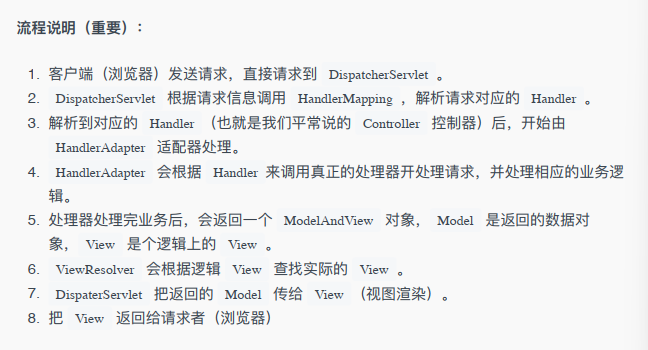 流程说明（重要）：
1. 客户端（浏览器）发送请求，直接请求到 DispatcherServlet 。
2. DispatcherServlet 根据请求信息调用 HandlerMapping ，解析请求对应的 Handler 。
3. 解析到对应的 Handler （也就是我们平常说的 Controller 控制器）后，开始由
HandlerAdapter 适配器处理。
4. HandlerAdapter 会根据 Handler 来调用真正的处理器开处理请求，并处理相应的业务逻
辑。
5. 处理器处理完业务后，会返回一个 ModelAndView 对象， Model 是返回的数据对
象， View 是个逻辑上的 View 。
6. ViewResolver 会根据逻辑 View 查找实际的 View 。
7. DispaterServlet 把返回的 Model 传给 View （视图渲染）。
8. 把 View 返回给请求者（浏览器）